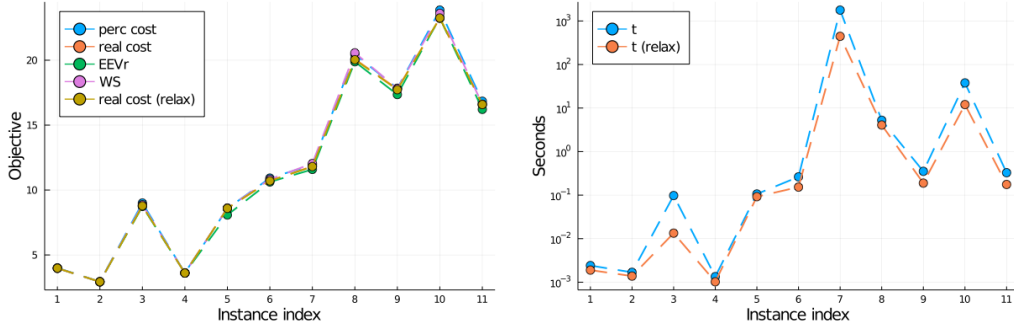 perc cost
real cost
EEVr
WS
real cost (relax)
Objective
20
15
10
5
1 2 3 4 5 6 7 8 9 10 11
Instance index
t
t (relax)
Seconds
10³
10²
10¹
10⁰
10⁻¹
10⁻²
10⁻³
1 2 3 4 5 6 7 8 9 10 11
Instance index